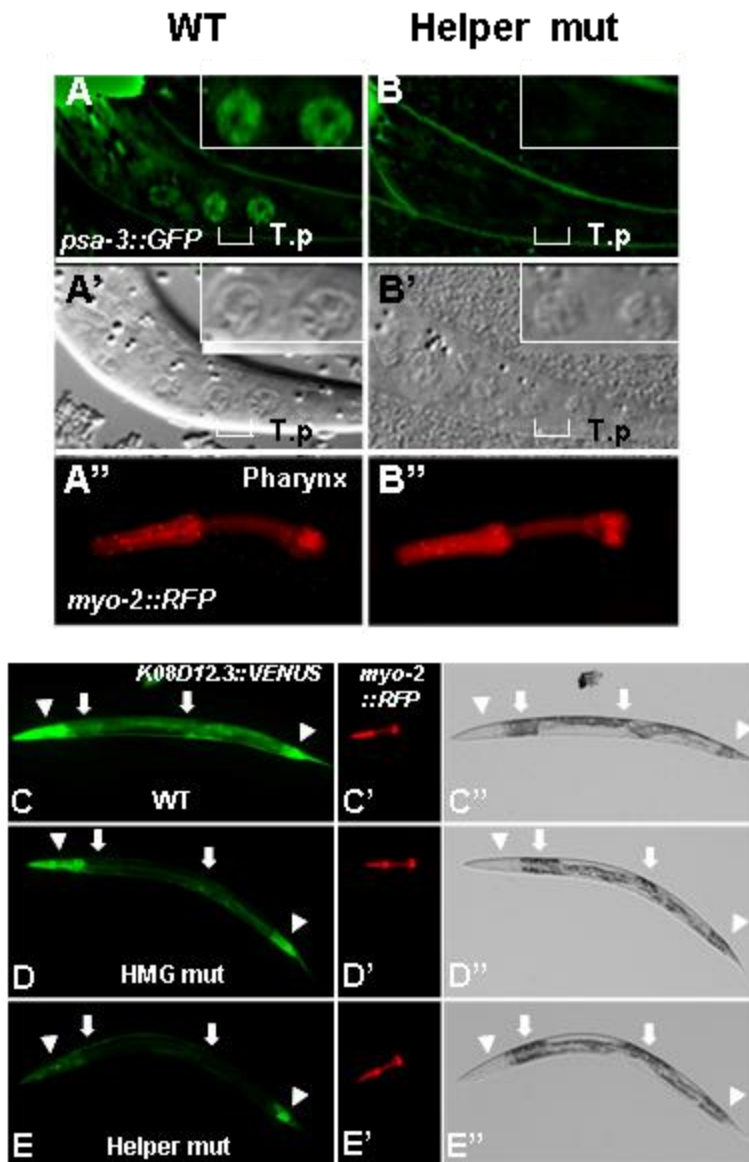 WT Helper mut
A B
psa-3::GFP T.p T.p
A’ B’
T.p T.p
A” Pharynx B”
myo-2::RFP
K08D12.3::VENUS myo-2
::RFP
C WT C’ C”
D HMG mut D’ D”
E Helper mut E’ E”